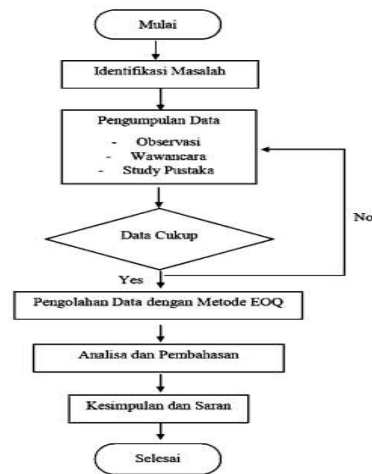 Mulai
Identifikasi Masalah
Pengumpulan Data
- Observasi
- Wawancara
- Study Pustaka
Data Cukup
No
Yes
Pengolahan Data dengan Metode EOQ
Analisa dan Pembahasan
Kesimpulan dan Saran
Selesai